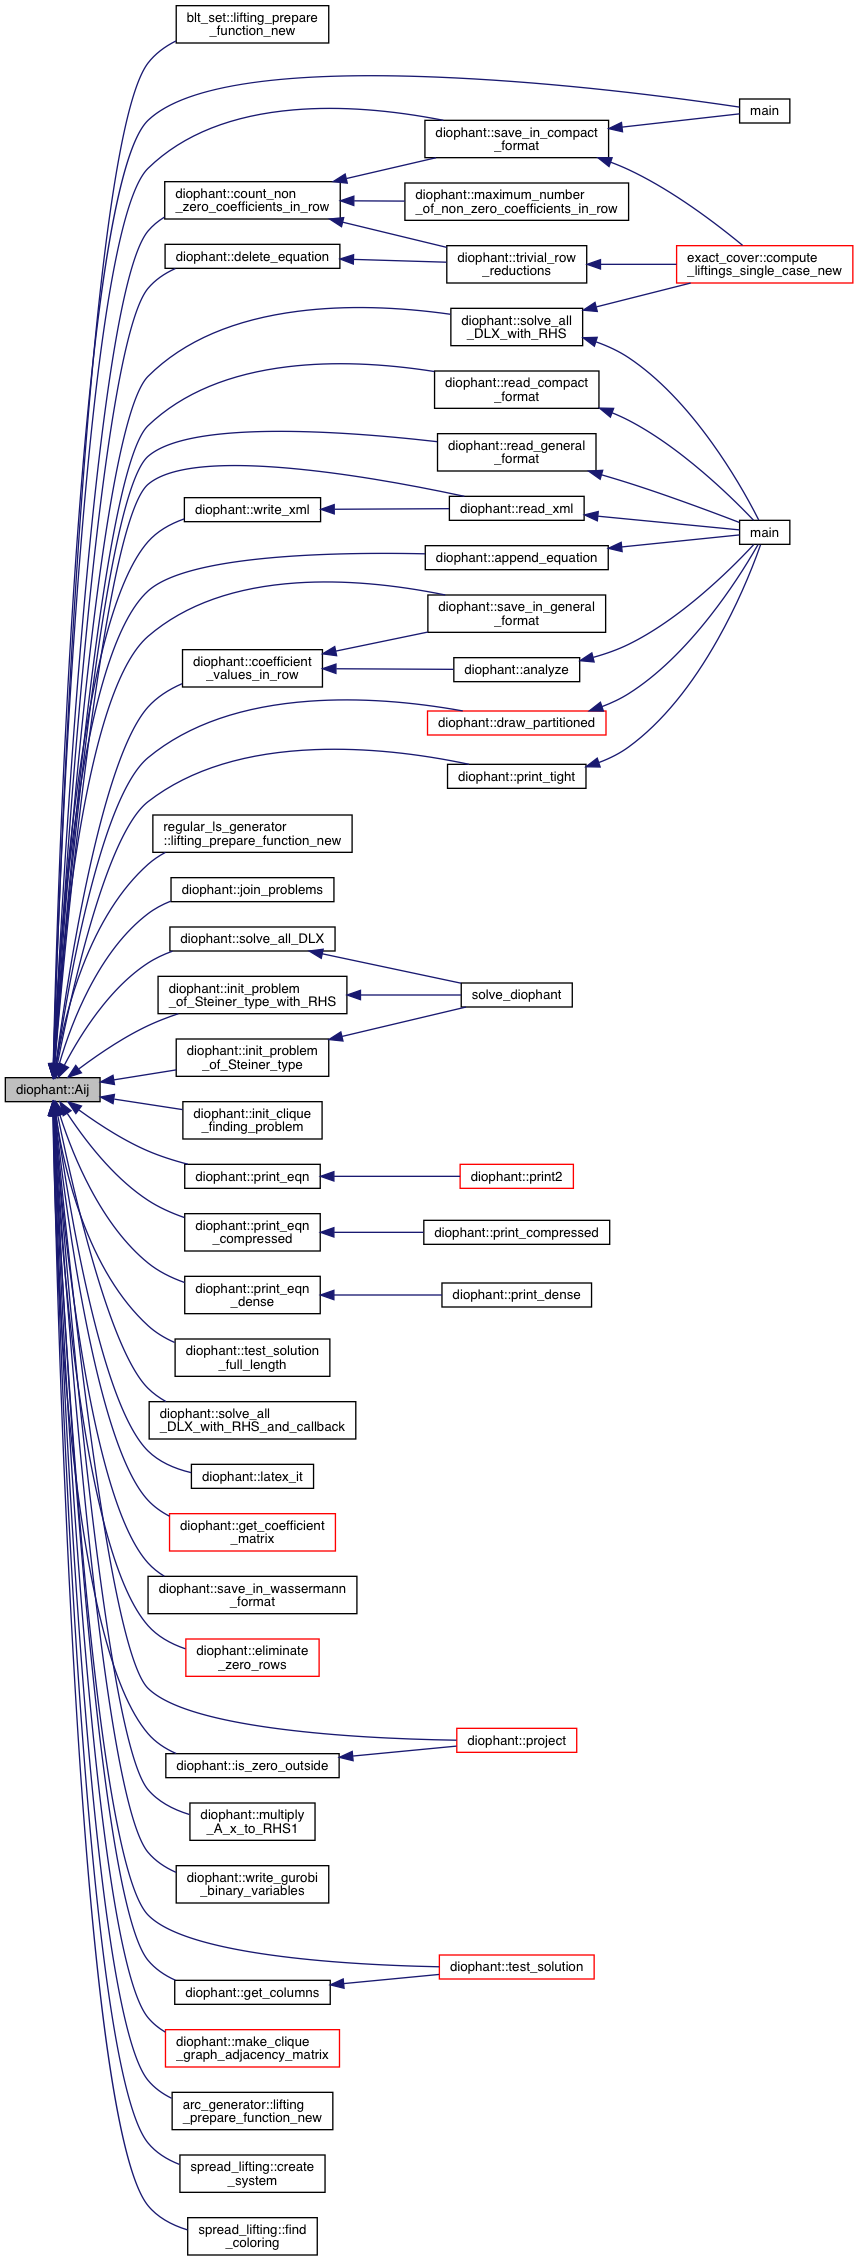 blt_set::lifting_prepare
_function_new
main
diophant::save_in_compact
_format
diophant::count_non
_zero_coefficients_in_row
diophant::maximum_number
_of_non_zero_coefficients_in_row
diophant::delete_equation
diophant::trivial_row
_reductions
exact_cover::compute
_liftings_single_case_new
diophant::solve_all
_DLX_with_RHS
diophant::read_compact
_format
diophant::read_general
_format
diophant::write_xml
diophant::read_xml
main
diophant::append_equation
diophant::save_in_general
_format
diophant::coefficient
_values_in_row
diophant::analyze
diophant::draw_partitioned
diophant::print_tight
regular_ls_generator
::lifting_prepare_function_new
diophant::join_problems
diophant::solve_all_DLX
diophant::init_problem
_of_Steiner_type_with_RHS
solve_diophant
diophant::init_problem
_of_Steiner_type
diophant::Aij
diophant::init_clique
_finding_problem
diophant::print_eqn
diophant::print2
diophant::print_eqn
_compressed
diophant::print_compressed
diophant::print_eqn
_dense
diophant::print_dense
diophant::test_solution
_full_length
diophant::solve_all
_DLX_with_RHS_and_callback
diophant::latex_it
diophant::get_coefficient
_matrix
diophant::save_in_wassermann
_format
diophant::eliminate
_zero_rows
diophant::project
diophant::is_zero_outside
diophant::multiply
_A_x_to_RHS1
diophant::write_gurobi
_binary_variables
diophant::test_solution
diophant::get_columns
diophant::make_clique
_graph_adjacency_matrix
arc_generator::lifting
_prepare_function_new
spread_lifting::create
_system
spread_lifting::find
_coloring